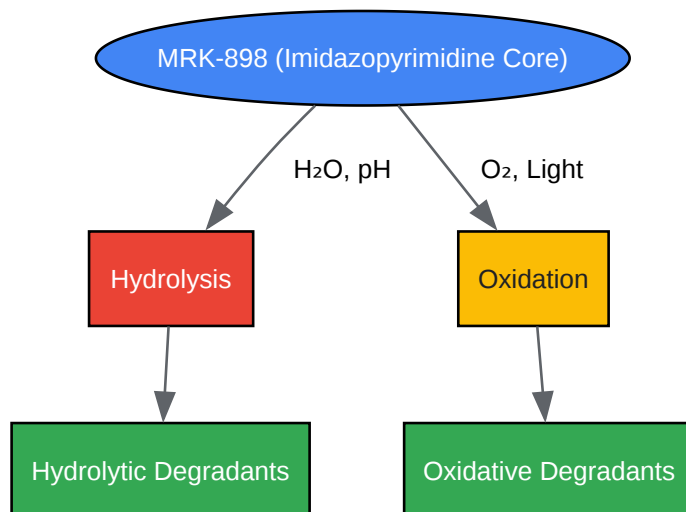 MRK-898 (Imidazopyrimidine Core)
H₂O, pH
O₂, Light
Hydrolysis
Oxidation
Hydrolytic Degradants
Oxidative Degradants